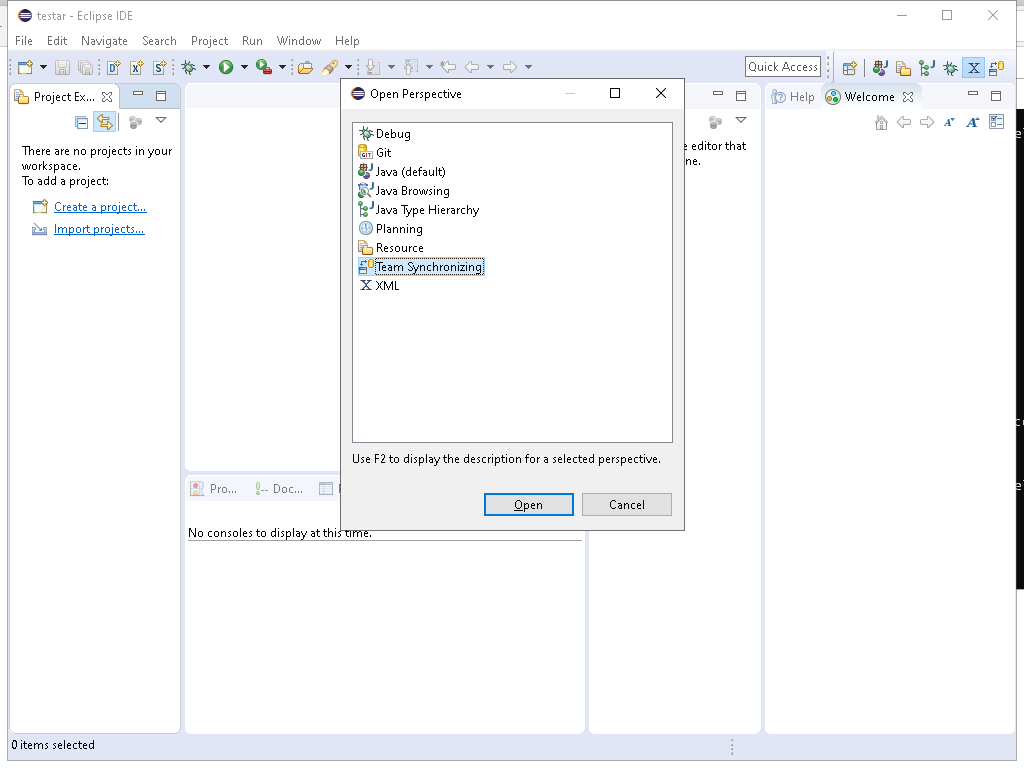 testar - Eclipse IDE
File Edit Navigate Search Project Run Window Help
Quick Access
Project Ex...
There are no projects in your
workspace.
To add a project:
Create a project...
Import projects...
Open Perspective
Debug
Git
Java (default)
Java Browsing
Java Type Hierarchy
Planning
Resource
Team Synchronizing
XML
Use F2 to display the description for a selected perspective.
Open Cancel
e editor that
ne.
Help Welcome
Pro... Doc...
No consoles to display at this time.
0 items selected